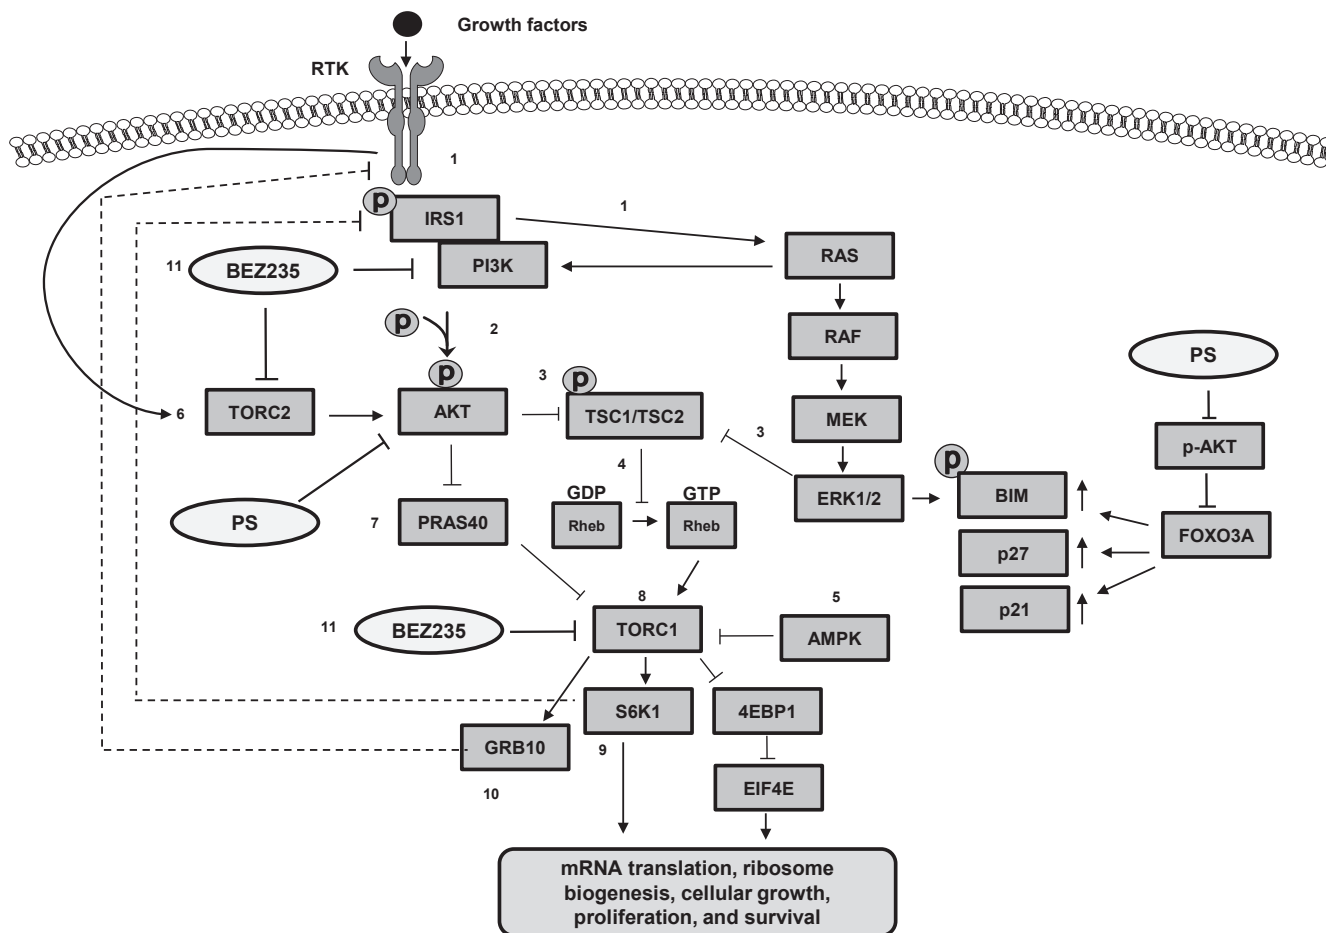 Growth factors
RTK
1
p
IRS1
1
PI3K
RAS
11
BEZ235
p
2
RAF
PS
p
3
p
6
TORC2
AKT
TSC1/TSC2
MEK
3
p-AKT
4
p
PS
7
PRAS40
GDP
Rheb
GTP
Rheb
ERK1/2
BIM
FOXO3A
p27
p21
8
5
11
BEZ235
TORC1
AMPK
S6K1
4EBP1
GRB10
9
10
EIF4E
mRNA translation, ribosome
biogenesis, cellular growth,
proliferation, and survival